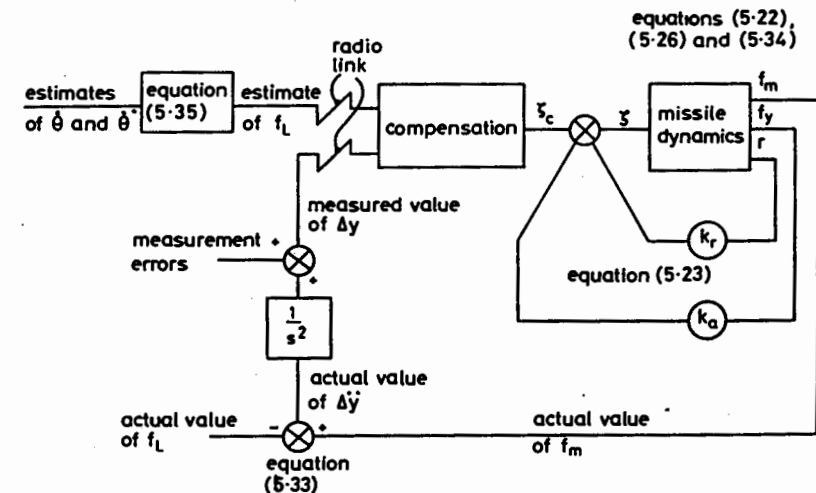 equations (5·22),
(5·26) and (5·34)
radio
link
estimates
of θ̇ and θ̈
equation
(5·35)
estimate
of f_L
compensation
ζ_c
ζ
missile
dynamics
f_m
f_y
r
measured value
of Δy
measurement
errors
+
+
k_r
equation (5·23)
k_a
1
s²
actual value
of Δÿ
actual value
of f_L
-
+
actual value
of f_m
equation
(5·33)